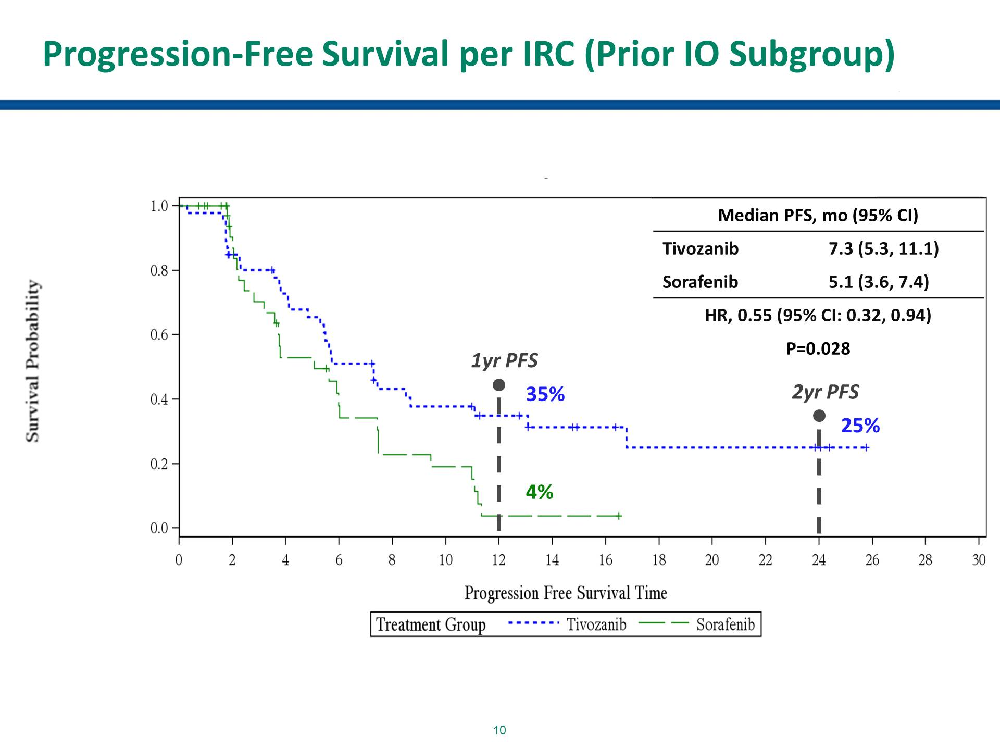 Progression-Free Survival per IRC (Prior IO Subgroup)
Median PFS, mo (95% CI)
Tivozanib 7.3 (5.3, 11.1)
Sorafenib 5.1 (3.6, 7.4)
HR, 0.55 (95% CI: 0.32, 0.94)
P=0.028
Survival Probability
1.0
0.8
0.6
0.4
0.2
0.0
1yr PFS
35%
4%
2yr PFS
25%
0 2 4 6 8 10 12 14 16 18 20 22 24 26 28 30
Progression Free Survival Time
Treatment Group Tivozanib Sorafenib
10